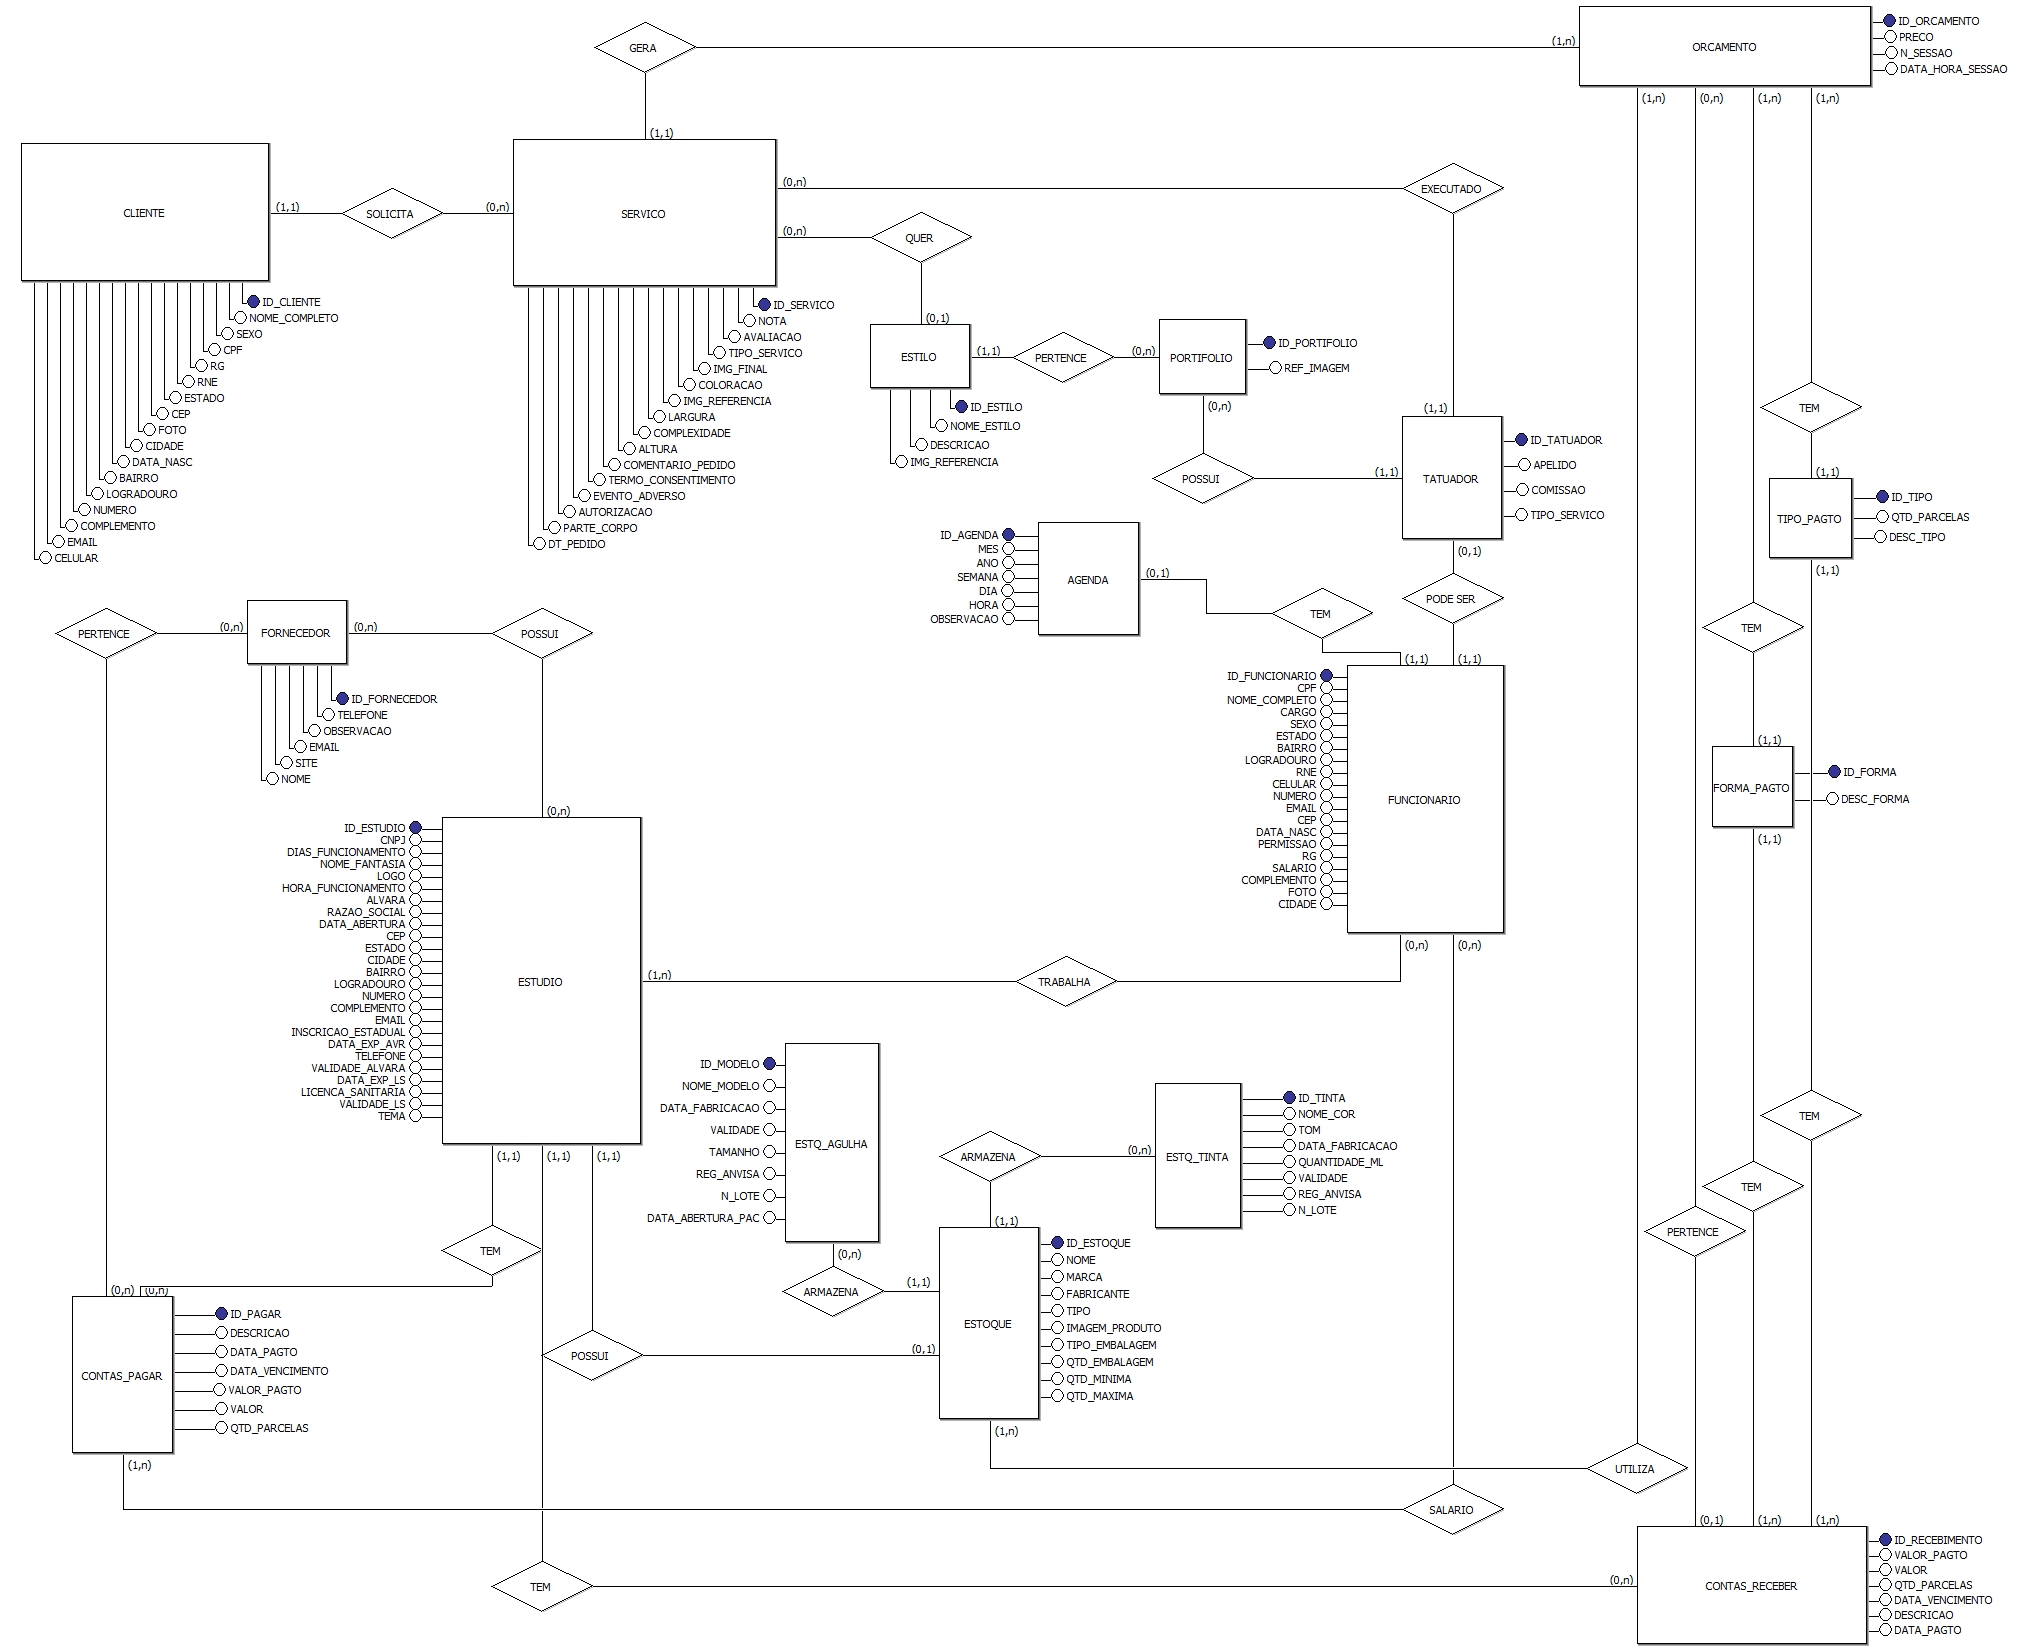 GERA
(1,n)
ORCAMENTO
ID_ORCAMENTO
PRECO
N_SESSAO
DATA_HORA_SESSAO
(1,n)
(0,n)
(1,n)
(1,n)
(1,1)
CLIENTE
(1,1)
SOLICITA
(0,n)
SERVICO
(0,n)
EXECUTADO
(0,n)
QUER
ID_CLIENTE
NOME_COMPLETO
SEXO
CPF
RG
RNE
ESTADO
CEP
FOTO
CIDADE
DATA_NASC
BAIRRO
LOGRADOURO
NUMERO
COMPLEMENTO
EMAIL
CELULAR
ID_SERVICO
NOTA
AVALIACAO
TIPO_SERVICO
IMG_FINAL
COLORACAO
IMG_REFERENCIA
LARGURA
COMPLEXIDADE
ALTURA
COMENTARIO_PEDIDO
TERMO_CONSENTIMENTO
EVENTO_ADVERSO
AUTORIZACAO
PARTE_CORPO
DT_PEDIDO
(0,1)
ESTILO
(1,1)
PERTENCE
(0,n)
PORTIFOLIO
ID_PORTIFOLIO
REF_IMAGEM
ID_ESTILO
NOME_ESTILO
DESCRICAO
IMG_REFERENCIA
(0,n)
POSSUI
(1,1)
(1,1)
TATUADOR
ID_TATUADOR
APELIDO
COMISSAO
TIPO_SERVICO
(0,1)
TEM
(1,1)
TIPO_PAGTO
ID_TIPO
QTD_PARCELAS
DESC_TIPO
(1,1)
ID_AGENDA
MES
ANO
SEMANA
DIA
HORA
OBSERVACAO
AGENDA
(0,1)
TEM
PODE SER
(1,1)
(1,1)
TEM
PERTENCE
(0,n)
FORNECEDOR
(0,n)
POSSUI
ID_FORNECEDOR
TELEFONE
OBSERVACAO
EMAIL
SITE
NOME
(0,n)
ID_FUNCIONARIO
CPF
NOME_COMPLETO
CARGO
SEXO
ESTADO
BAIRRO
LOGRADOURO
RNE
CELULAR
NUMERO
EMAIL
CEP
DATA_NASC
PERMISSAO
RG
SALARIO
COMPLEMENTO
FOTO
CIDADE
FUNCIONARIO
(0,n)
(0,n)
(1,1)
FORMA_PAGTO
ID_FORMA
DESC_FORMA
(1,1)
ID_ESTUDIO
CNPJ
DIAS_FUNCIONAMENTO
NOME_FANTASIA
LOGO
HORA_FUNCIONAMENTO
ALVARA
RAZAO_SOCIAL
DATA_ABERTURA
CEP
ESTADO
CIDADE
BAIRRO
LOGRADOURO
NUMERO
COMPLEMENTO
EMAIL
INSCRICAO_ESTADUAL
DATA_EXP_AVR
TELEFONE
VALIDADE_ALVARA
DATA_EXP_LS
LICENCA_SANITARIA
VALIDADE_LS
TEMA
ESTUDIO
(1,n)
TRABALHA
(1,1)
(1,1)
(1,1)
ID_MODELO
NOME_MODELO
DATA_FABRICACAO
VALIDADE
TAMANHO
REG_ANVISA
N_LOTE
DATA_ABERTURA_PAC
ESTQ_AGULHA
(0,n)
ARMAZENA
(1,1)
ARMAZENA
(0,n)
ESTQ_TINTA
ID_TINTA
NOME_COR
TOM
DATA_FABRICACAO
QUANTIDADE_ML
VALIDADE
REG_ANVISA
N_LOTE
(1,1)
ESTOQUE
ID_ESTOQUE
NOME
MARCA
FABRICANTE
TIPO
IMAGEM_PRODUTO
TIPO_EMBALAGEM
QTD_EMBALAGEM
QTD_MINIMA
QTD_MAXIMA
(1,n)
TEM
TEM
PERTENCE
TEM
(0,n)
(0,n)
CONTAS_PAGAR
ID_PAGAR
DESCRICAO
DATA_PAGTO
DATA_VENCIMENTO
VALOR_PAGTO
VALOR
QTD_PARCELAS
(1,n)
POSSUI
(0,1)
UTILIZA
SALARIO
TEM
(0,n)
(0,1)
(1,n)
(1,n)
CONTAS_RECEBER
ID_RECEBIMENTO
VALOR_PAGTO
VALOR
QTD_PARCELAS
DATA_VENCIMENTO
DESCRICAO
DATA_PAGTO